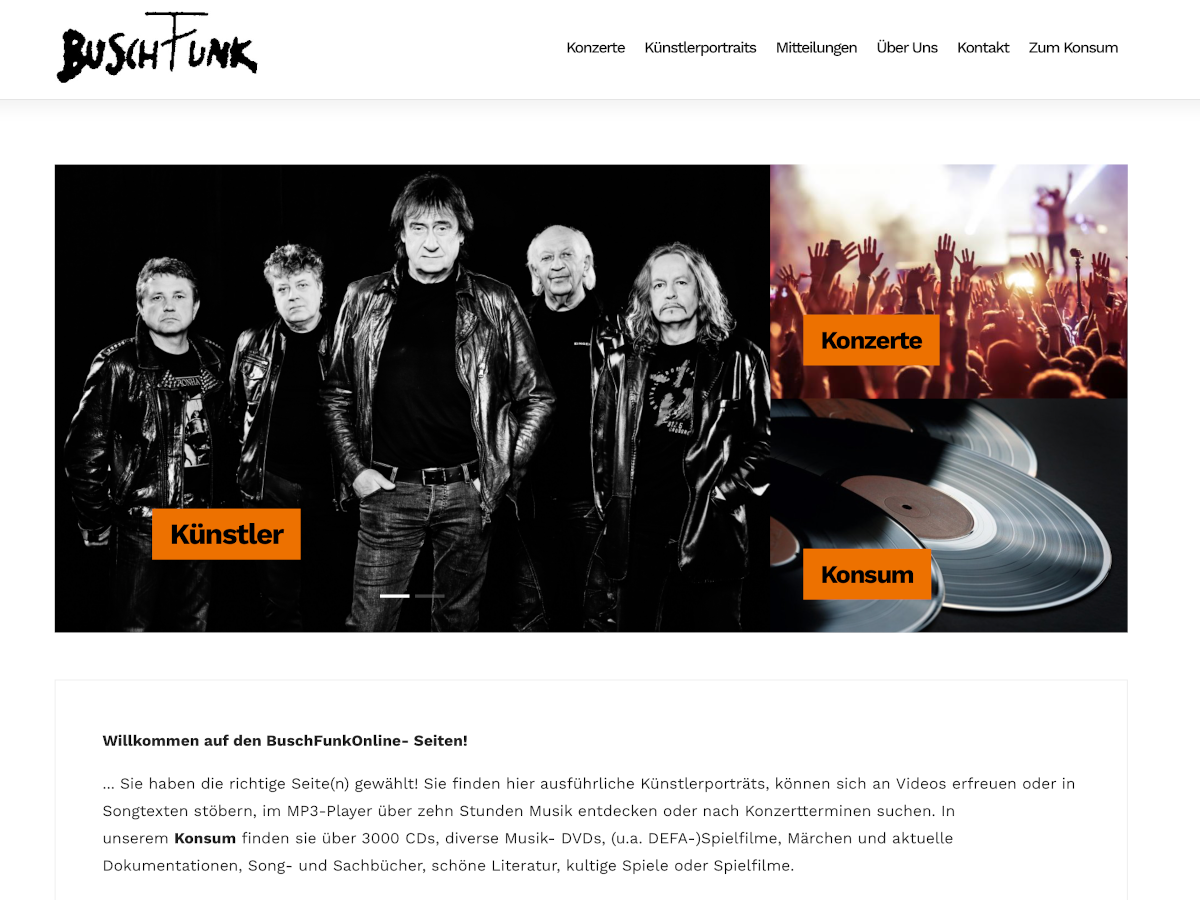 BUSCHFUNK
Konzerte Künstlerportraits Mitteilungen Über Uns Kontakt Zum Konsum
Künstler
Konzerte
Konsum
Willkommen auf den BuschFunkOnline- Seiten!
... Sie haben die richtige Seite(n) gewählt! Sie finden hier ausführliche Künstlerporträts, können sich an Videos erfreuen oder in
Songtexten stöbern, im MP3-Player über zehn Stunden Musik entdecken oder nach Konzertterminen suchen. In
unserem Konsum finden sie über 3000 CDs, diverse Musik- DVDs, (u.a. DEFA-)Spielfilme, Märchen und aktuelle
Dokumentationen, Song- und Sachbücher, schöne Literatur, kultige Spiele oder Spielfilme.